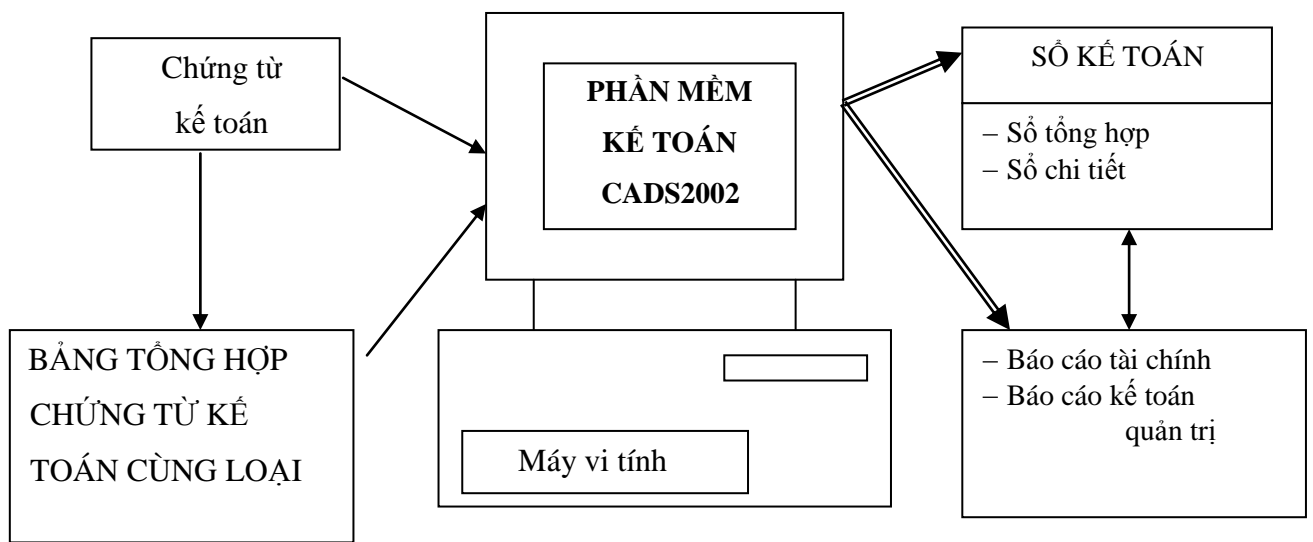 Chứng từ
kế toán
BẢNG TỔNG HỢP
CHỨNG TỪ KẾ
TOÁN CÙNG LOẠI
PHẦN MỀM
KẾ TOÁN
CADS2002
Máy vi tính
SỔ KẾ TOÁN
– Sổ tổng hợp
– Sổ chi tiết
– Báo cáo tài chính
– Báo cáo kế toán
quản trị